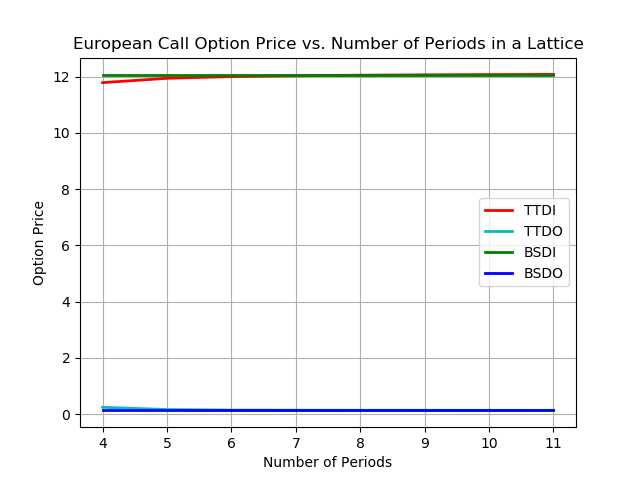 European Call Option Price vs. Number of Periods in a Lattice
12
10
8
6
4
2
0
Option Price
TTDI
TTDO
BSDI
BSDO
4 5 6 7 8 9 10 11
Number of Periods